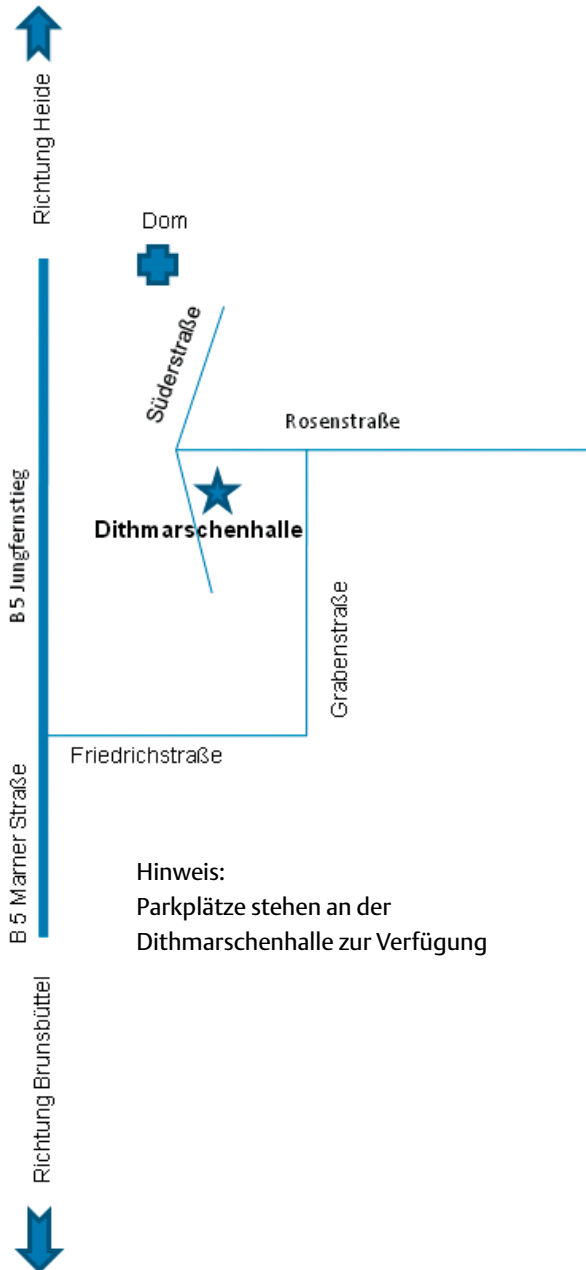 Richtung Heide
Dom
Süderstraße
Rosenstraße
B 5 Jungfernstieg
Dithmarschenhalle
Grabenstraße
Friedrichstraße
B 5 Marner Straße
Hinweis:
Parkplätze stehen an der
Dithmarschenhalle zur Verfügung
Richtung Brunsbüttel